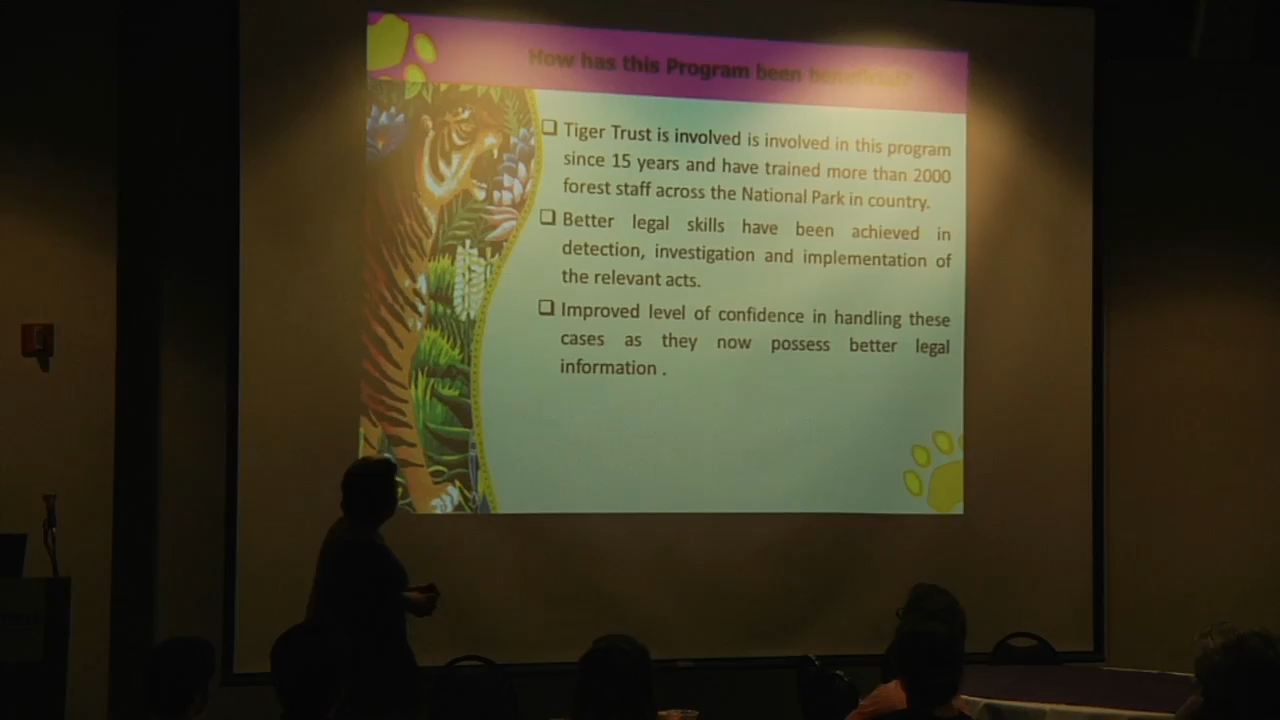 How has this Program been beneficial?
❑ Tiger Trust is involved is involved in this program
since 15 years and have trained more than 2000
forest staff across the National Park in country.
❑ Better legal skills have been achieved in
detection, investigation and implementation of
the relevant acts.
❑ Improved level of confidence in handling these
cases as they now possess better legal
information .